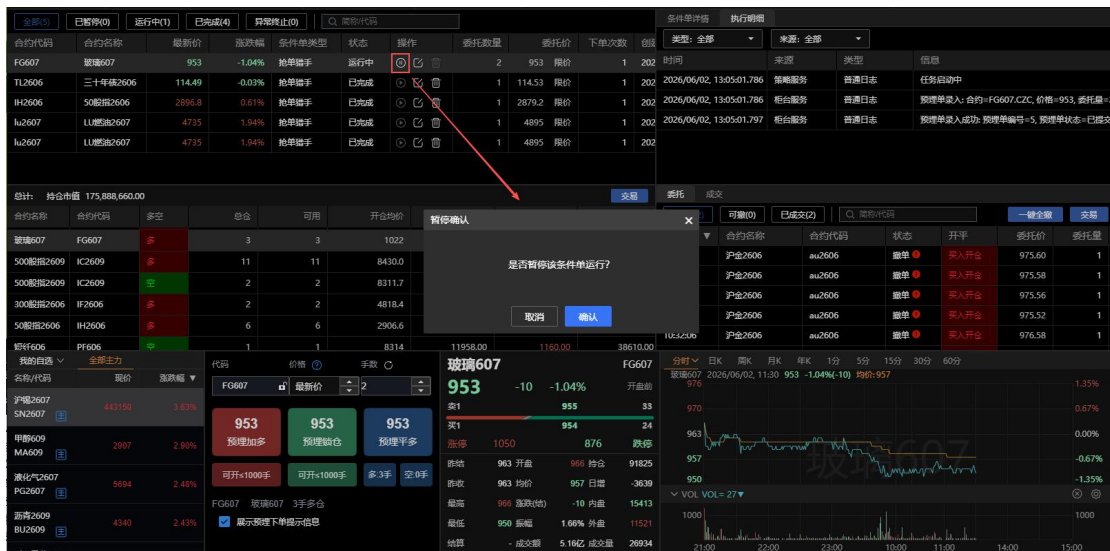 全部(5) 已暂停(0) 运行中(1) 已完成(4) 异常终止(0) 简称/代码
合约代码 合约名称 最新价 涨跌幅 条件单类型 状态 操作 委托数量 委托价 下单次数
FG607 玻璃607 953 -1.04% 抢单猎手 运行中 2 953 限价 1 202
TL2606 三十年债2606 114.49 -0.03% 抢单猎手 已完成 1 114.53 限价 1 202
IH2606 50股指2606 2896.8 0.61% 抢单猎手 已完成 1 2879.2 限价 1 202
lu2607 LU燃油2607 4735 1.94% 抢单猎手 已完成 1 4895 限价 1 202
lu2607 LU燃油2607 4735 1.94% 抢单猎手 已完成 1 4895 限价 1 202
条件单详情 执行明细
类型: 全部 来源: 全部
时间 来源 类型 信息
2026/06/02, 13:05:01.786 策略服务 普通日志 任务启动中
2026/06/02, 13:05:01.786 柜台服务 普通日志 预埋单录入: 合约=FG607.CZC, 价格=953, 委托量=
2026/06/02, 13:05:01.797 柜台服务 普通日志 预埋单录入成功: 预埋单编号=5, 预埋单状态=已提交
总计: 持仓市值 175,888,660.00 交易
合约名称 合约代码 多空 总仓 可用 开仓均价
玻璃607 FG607 多 3 3 1022
500股指2609 IC2609 多 11 11 8430.0
500股指2609 IC2609 空 2 2 8311.7
300股指2606 IF2606 多 2 2 4818.4
50股指2606 IH2606 多 6 6 2906.6
短纤606 PF606 空 1 1 8314 11958.00 1160.00 38610.00
暂停确认
是否暂停该条件单运行?
取消 确认
委托 成交
可撤(0) 已成交(2) 简称/代码 一键全撤 交易
合约名称 合约代码 状态 开平 委托价 委托量
沪金2606 au2606 撤单 买入开仓 975.60 1
沪金2606 au2606 撤单 买入开仓 975.58 1
沪金2606 au2606 撤单 买入开仓 975.56 1
沪金2606 au2606 撤单 买入开仓 975.52 1
10:32:06 沪金2606 au2606 撤单 买入开仓 976.58 1
我的自选 全部主力
名称/代码 现价 涨跌幅
沪锡2607
SN2607 主 443150 3.63%
甲醇609
MA609 主 2907 2.90%
液化气2607
PG2607 主 5694 2.48%
沥青2609
BU2609 主 4340 2.43%
代码 价格 手数
FG607 最新价 2
953 953 953
预埋加多 预埋锁仓 预埋平多
可开≤1000手 可开≤1000手 多:3手 空:0手
FG607 玻璃607 3手多仓
展示预埋下单提示信息
玻璃607 FG607
953 -10 -1.04% 开盘前
卖1 955 33
买1 954 24
涨停 1050 876 跌停
昨结 963 开盘 966 持仓 91825
昨收 963 均价 957 日增 -3639
最高 966 涨跌(结) -10 内盘 15413
最低 950 振幅 1.66% 外盘 11521
结算 - 成交额 5.16亿 成交量 26934
分时 日K 周K 月K 年K 1分 5分 15分 30分 60分
玻璃607 2026/06/02, 11:30 953 -1.04%(-10) 均价:957
976 1.35%
970 0.67%
963 0.00%
957 -0.67%
950 -1.35%
玻璃607
VOL VOL= 27▼
1000 1000
21:00 22:00 23:00 10:00 11:00 14:00 15:00